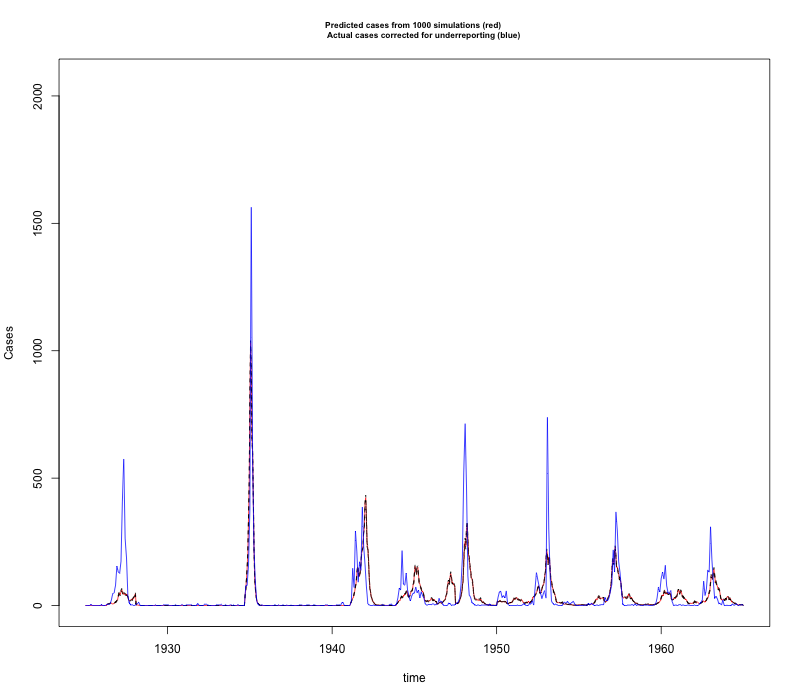 Predicted cases from 1000 simulations (red)
Actual cases corrected for underreporting (blue)
2000
1500
1000
500
0
Cases
1930 1940 1950 1960
time